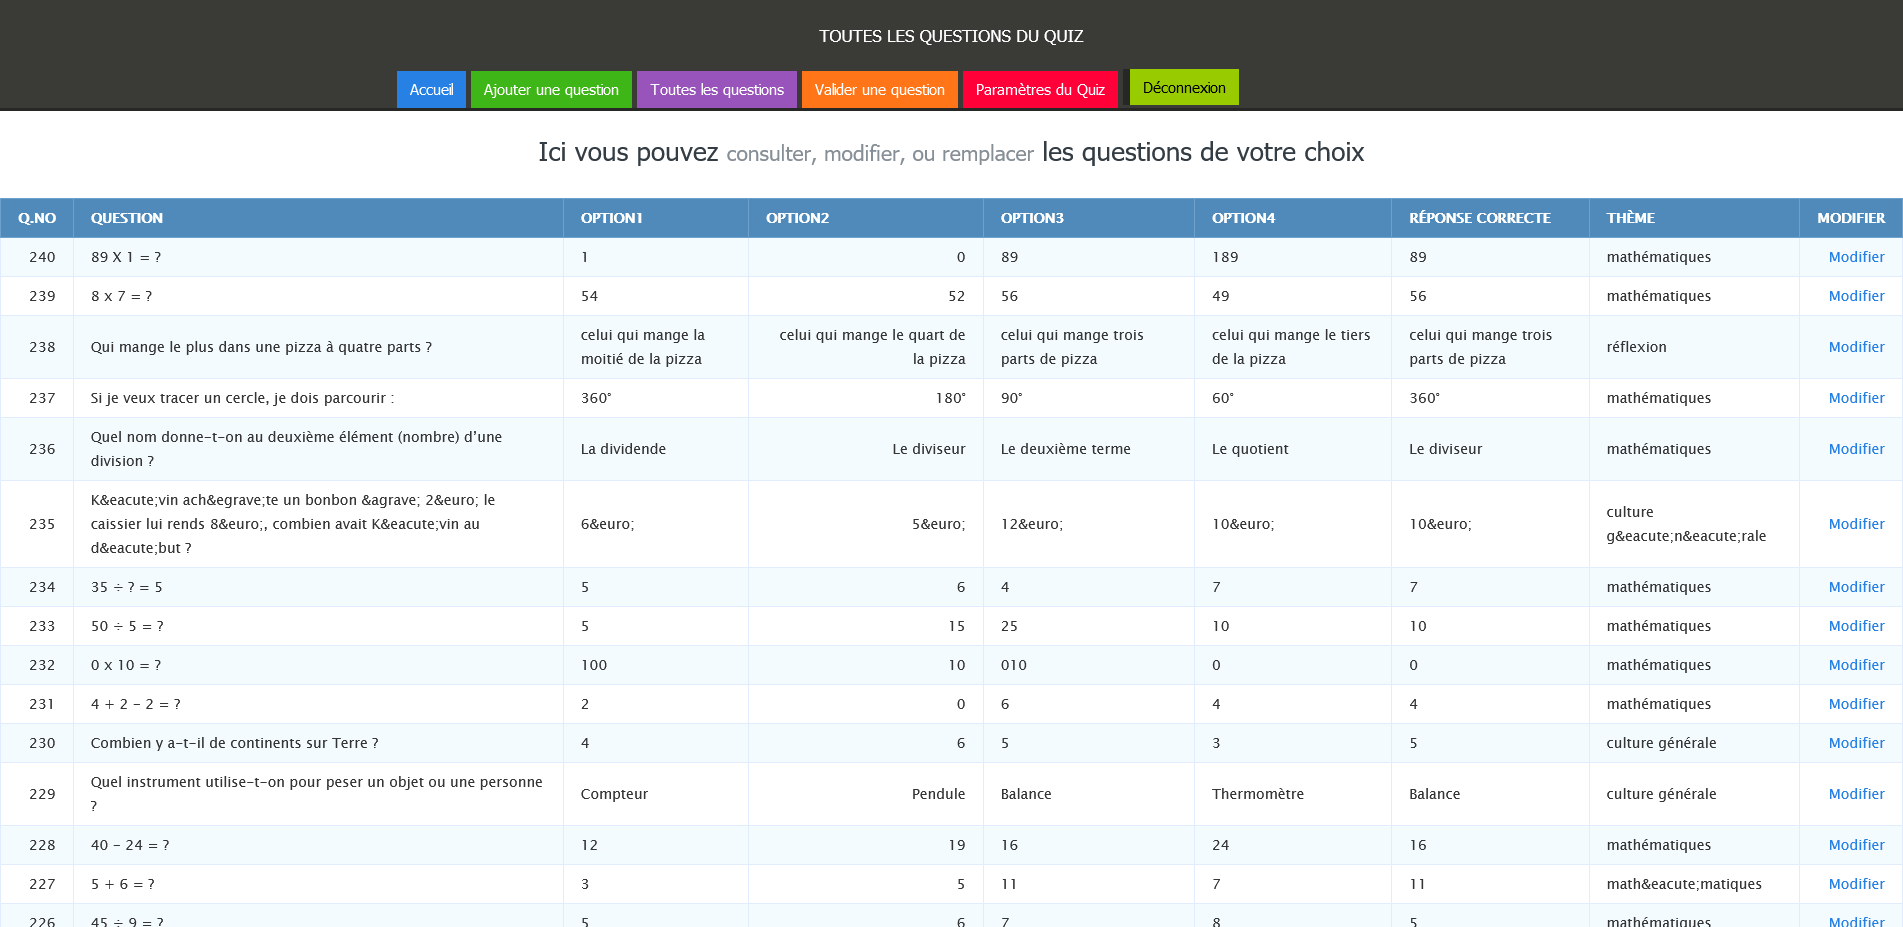 TOUTES LES QUESTIONS DU QUIZ
Accueil Ajouter une question Toutes les questions Valider une question Paramètres du Quiz Déconnexion
Ici vous pouvez consulter, modifier, ou remplacer les questions de votre choix
Q.NO QUESTION OPTION1 OPTION2 OPTION3 OPTION4 RÉPONSE CORRECTE THÈME MODIFIER
240 89 X 1 = ? 1 0 89 189 89 mathématiques Modifier
239 8 x 7 = ? 54 52 56 49 56 mathématiques Modifier
celui qui mange la celui qui mange le quart de celui qui mange trois celui qui mange le tiers celui qui mange trois
238 Qui mange le plus dans une pizza à quatre parts ? réflexion Modifier
moitié de la pizza la pizza parts de pizza de la pizza parts de pizza
237 Si je veux tracer un cercle, je dois parcourir : 360° 180° 90° 60° 360° mathématiques Modifier
Quel nom donne-t-on au deuxième élément (nombre) d’une
236 La dividende Le diviseur Le deuxième terme Le quotient Le diviseur mathématiques Modifier
division ?
K&eacute;vin ach&egrave;te un bonbon &agrave; 2&euro; le
culture
235 caissier lui rends 8&euro;, combien avait K&eacute;vin au 6&euro; 5&euro; 12&euro; 10&euro; 10&euro; Modifier
g&eacute;n&eacute;rale
d&eacute;but ?
234 35 ÷ ? = 5 5 6 4 7 7 mathématiques Modifier
233 50 ÷ 5 = ? 5 15 25 10 10 mathématiques Modifier
232 0 x 10 = ? 100 10 010 0 0 mathématiques Modifier
231 4 + 2 - 2 = ? 2 0 6 4 4 mathématiques Modifier
230 Combien y a-t-il de continents sur Terre ? 4 6 5 3 5 culture générale Modifier
Quel instrument utilise-t-on pour peser un objet ou une personne
229 Compteur Pendule Balance Thermomètre Balance culture générale Modifier
?
228 40 - 24 = ? 12 19 16 24 16 mathématiques Modifier
227 5 + 6 = ? 3 5 11 7 11 math&eacute;matiques Modifier
226 45 ÷ 9 = ? 5 6 7 8 5 mathématiques Modifier